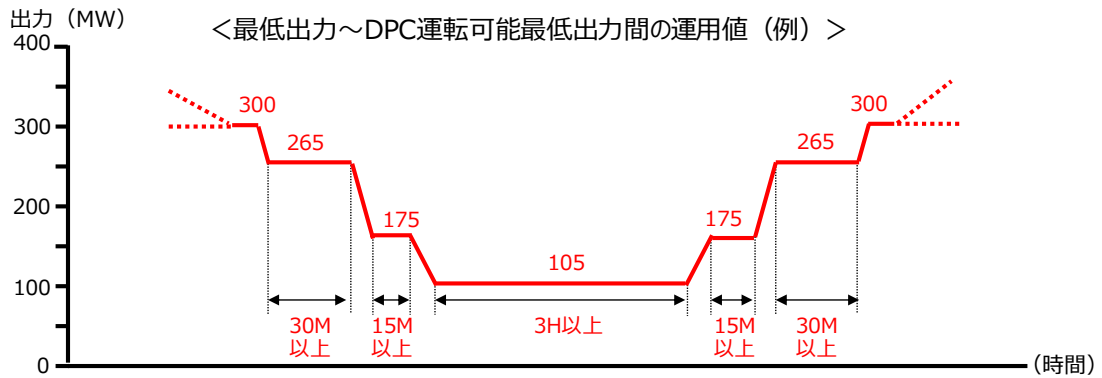 出力（MW）
＜最低出力～DPC運転可能最低出力間の運用値（例）＞
400
300
200
100
0
300
265
175
105
175
265
300
30M
以上
15M
以上
3H以上
15M
以上
30M
以上
（時間）